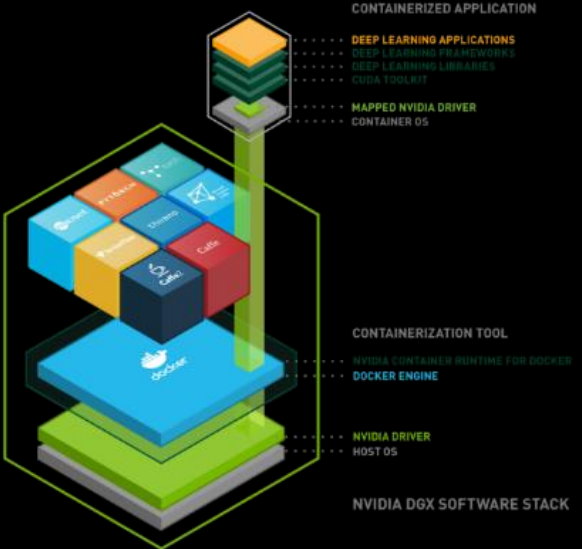 CONTAINERIZED APPLICATION
DEEP LEARNING APPLICATIONS
DEEP LEARNING FRAMEWORKS
DEEP LEARNING LIBRARIES
CUDA TOOLKIT
MAPPED NVIDIA DRIVER
CONTAINER OS
PYTORCH
theano
Caffe
Caffe2
docker
CONTAINERIZATION TOOL
NVIDIA CONTAINER RUNTIME FOR DOCKER
DOCKER ENGINE
NVIDIA DRIVER
HOST OS
NVIDIA DGX SOFTWARE STACK